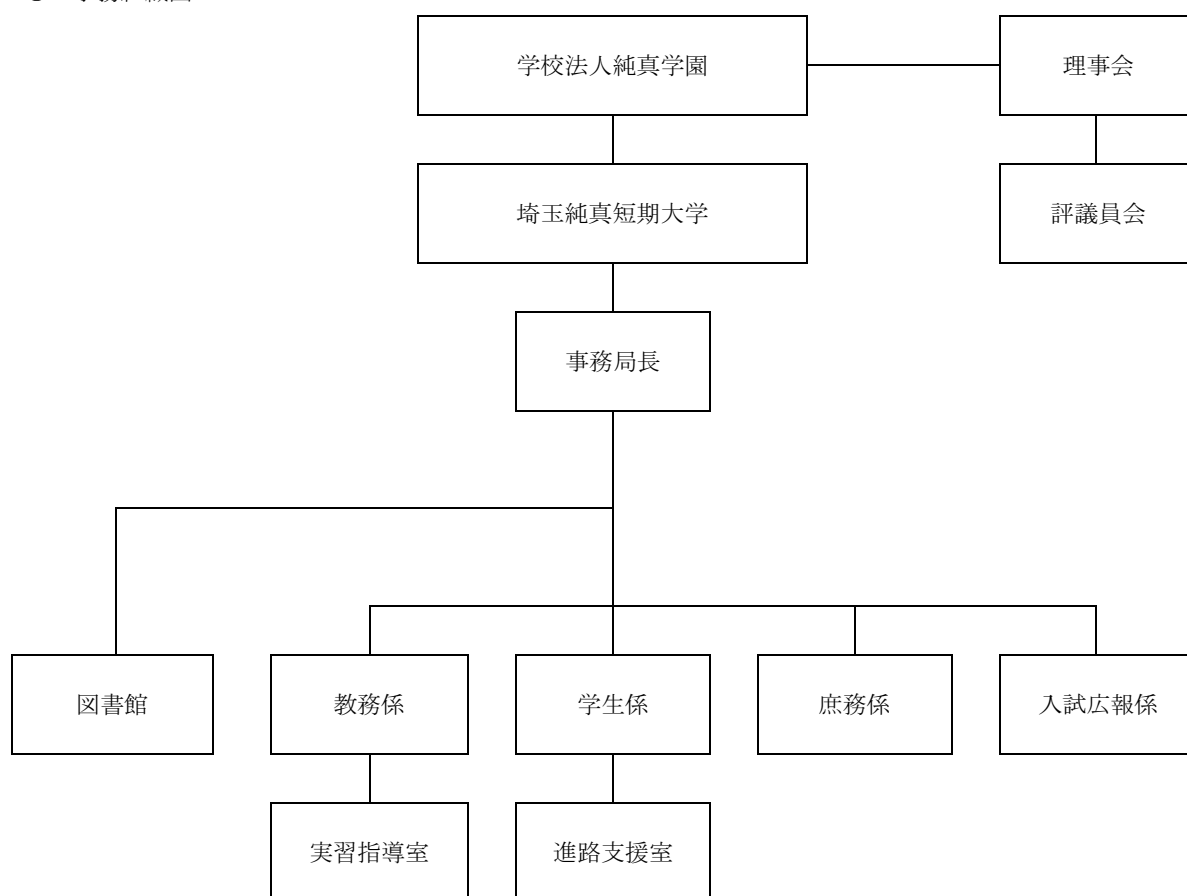 学校法人純真学園
理事会
埼玉純真短期大学
評議員会
事務局長
図書館
教務係
学生係
庶務係
入試広報係
実習指導室
進路支援室